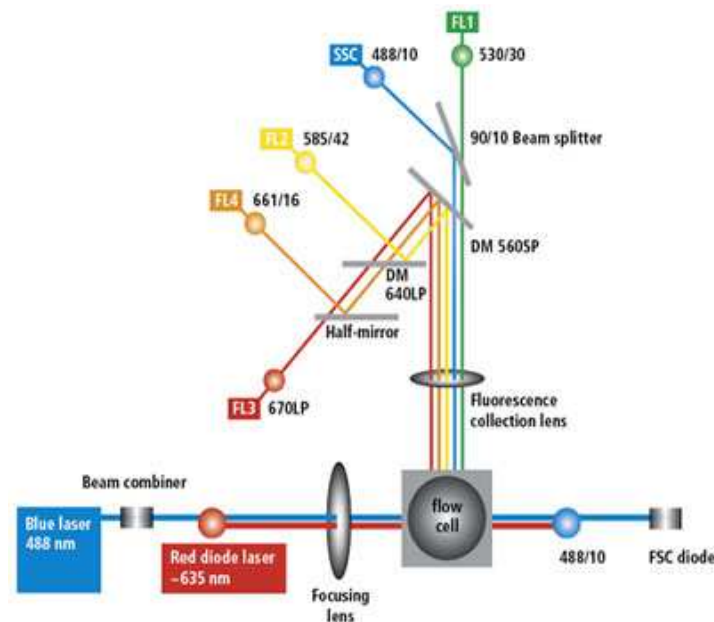 FL1
SSC 488/10
530/30
FL2 585/42
90/10 Beam splitter
FL4 661/16
DM 560SP
DM
640LP
Half-mirror
FL3 670LP
Fluorescence
collection lens
Beam combiner
Blue laser
488 nm
Red diode laser
~635 nm
Focusing
lens
flow
cell
488/10
FSC diode